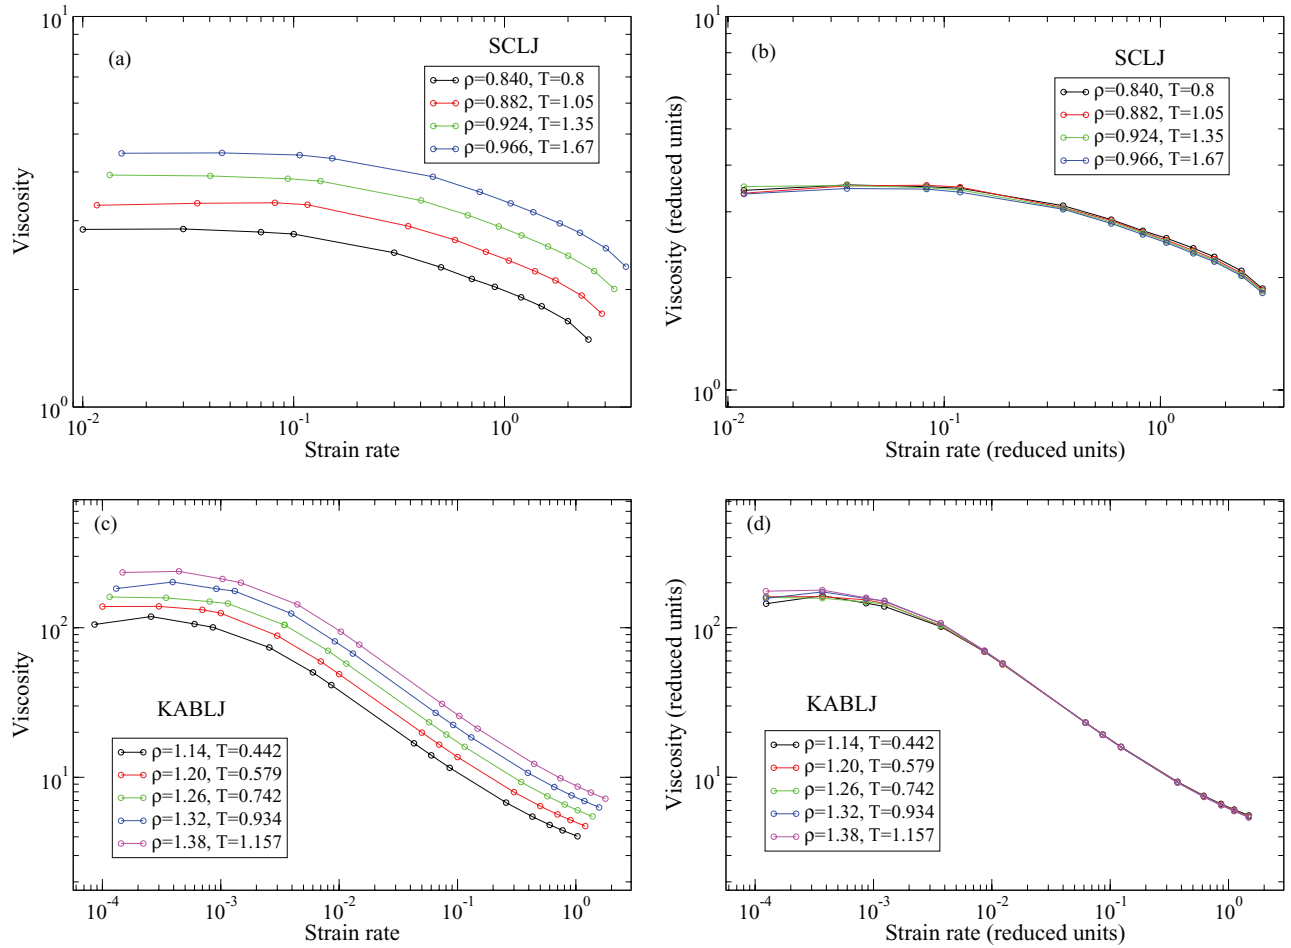 (a)
SCLJ
ρ=0.840, T=0.8
ρ=0.882, T=1.05
ρ=0.924, T=1.35
ρ=0.966, T=1.67
10^1
10^0
Viscosity
10^-2
10^-1
10^0
Strain rate
(b)
SCLJ
ρ=0.840, T=0.8
ρ=0.882, T=1.05
ρ=0.924, T=1.35
ρ=0.966, T=1.67
10^1
10^0
Viscosity (reduced units)
10^-2
10^-1
10^0
Strain rate (reduced units)
(c)
KABLJ
ρ=1.14, T=0.442
ρ=1.20, T=0.579
ρ=1.26, T=0.742
ρ=1.32, T=0.934
ρ=1.38, T=1.157
10^2
10^1
Viscosity
10^-4
10^-3
10^-2
10^-1
10^0
Strain rate
(d)
KABLJ
ρ=1.14, T=0.442
ρ=1.20, T=0.579
ρ=1.26, T=0.742
ρ=1.32, T=0.934
ρ=1.38, T=1.157
10^2
10^1
Viscosity (reduced units)
10^-4
10^-3
10^-2
10^-1
10^0
Strain rate (reduced units)